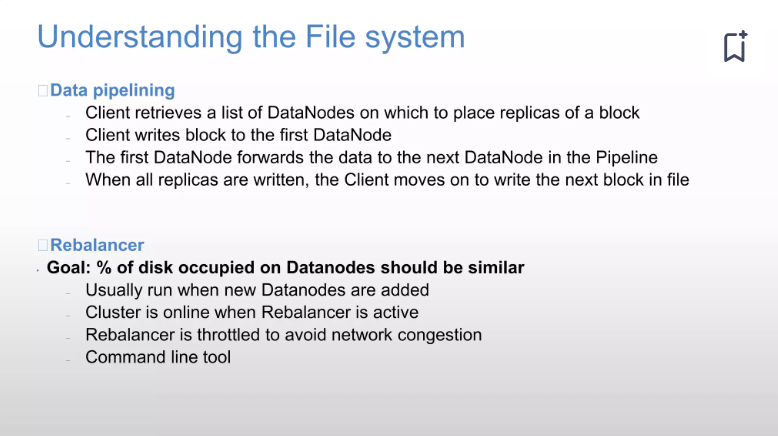 Understanding the File system
Data pipelining
- Client retrieves a list of DataNodes on which to place replicas of a block
- Client writes block to the first DataNode
- The first DataNode forwards the data to the next DataNode in the Pipeline
- When all replicas are written, the Client moves on to write the next block in file
Rebalancer
· Goal: % of disk occupied on Datanodes should be similar
- Usually run when new Datanodes are added
- Cluster is online when Rebalancer is active
- Rebalancer is throttled to avoid network congestion
- Command line tool